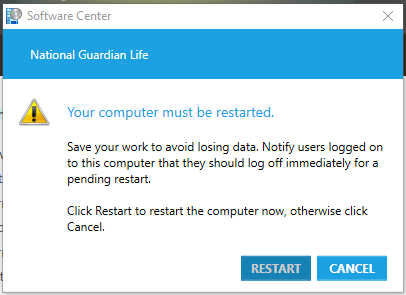 Software Center
National Guardian Life
Your computer must be restarted.
Save your work to avoid losing data. Notify users logged on
to this computer that they should log off immediately for a
pending restart.
Click Restart to restart the computer now, otherwise click
Cancel.
RESTART CANCEL